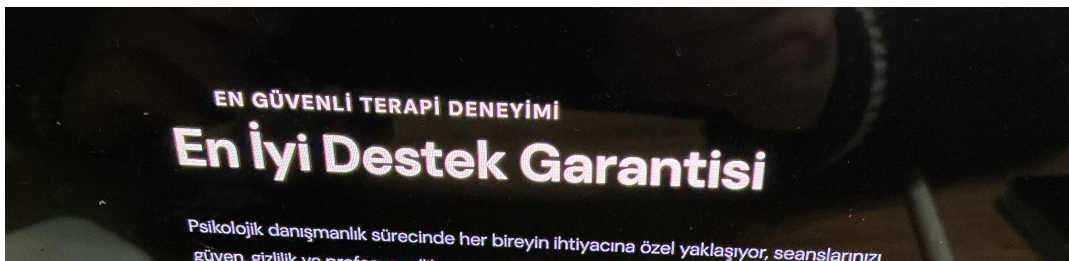 EN GÜVENLİ TERAPİ DENEYİMİ
En İyi Destek Garantisi
Psikolojik danışmanlık sürecinde her bireyin ihtiyacına özel yaklaşıyor, seanslarınızı
güven, gizlilik ve